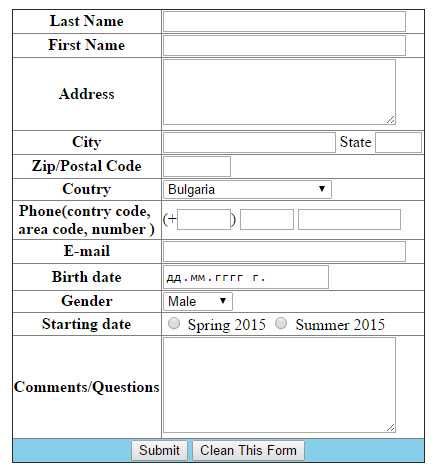 Last Name
First Name
Address
City State
Zip/Postal Code
Coutry Bulgaria
Phone(contry code,
area code, number ) (+ )
E-mail
Birth date дд.мм.гггг г.
Gender Male
Starting date Spring 2015 Summer 2015
Comments/Questions
Submit Clean This Form